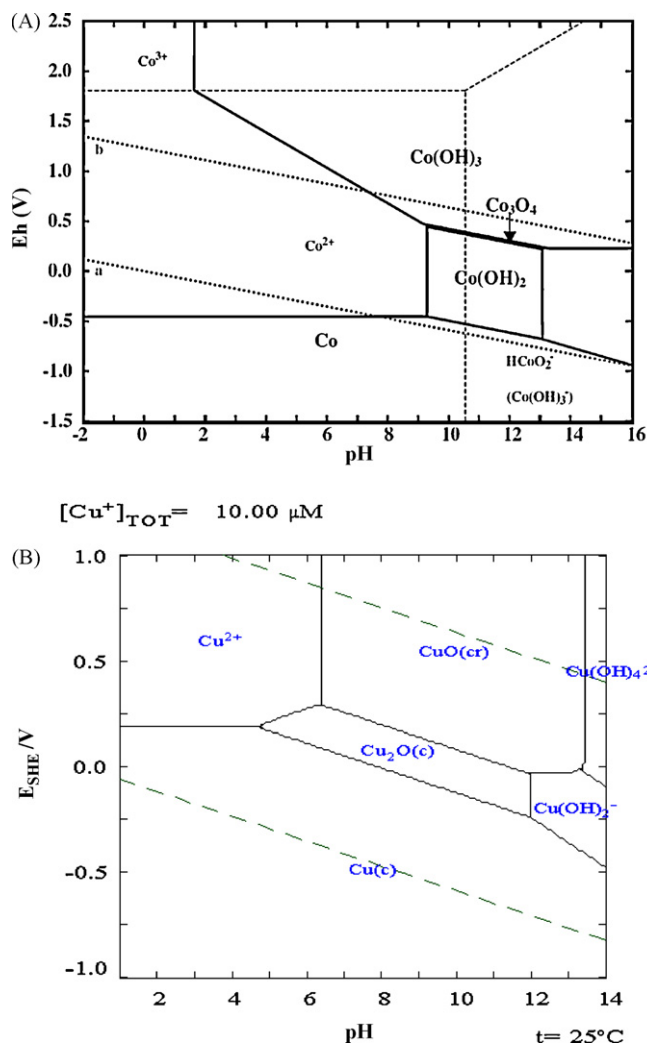 (A)
2.5
2.0
1.5
1.0
0.5
0.0
-0.5
-1.0
-1.5
Eh (V)
Co³⁺
b
Co(OH)₃
Co₃O₄
Co²⁺
a
Co(OH)₂
Co
HCoO₂⁻
(Co(OH)₃⁻)
-2 0 2 4 6 8 10 12 14 16
pH
[Cu⁺]TOT= 10.00 µM
(B)
1.0
0.5
0.0
-0.5
-1.0
E_SHE /V
Cu²⁺
CuO(cr)
Cu(OH)₄²
Cu₂O(c)
Cu(OH)₂⁻
Cu(c)
2 4 6 8 10 12 14
pH
t= 25°C